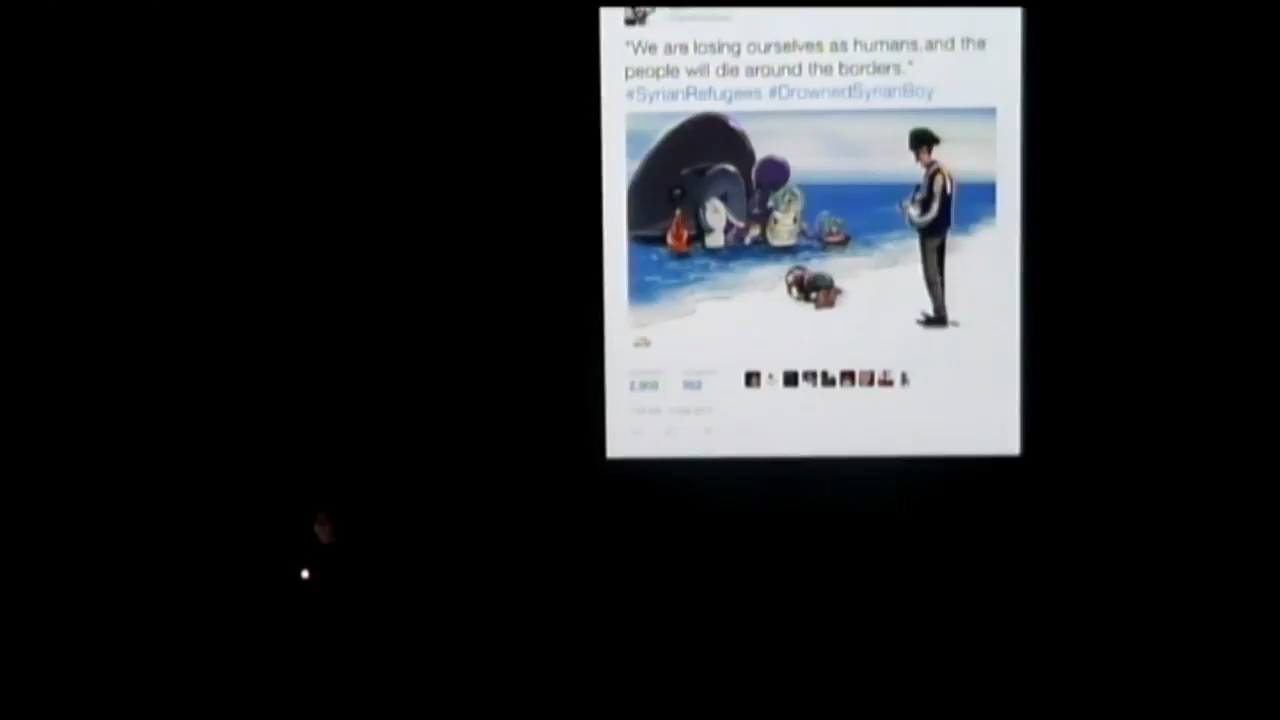 "We are losing ourselves as humans, and the
people will die around the borders."
#SyrianRefugees #DrownedSyrianBoy